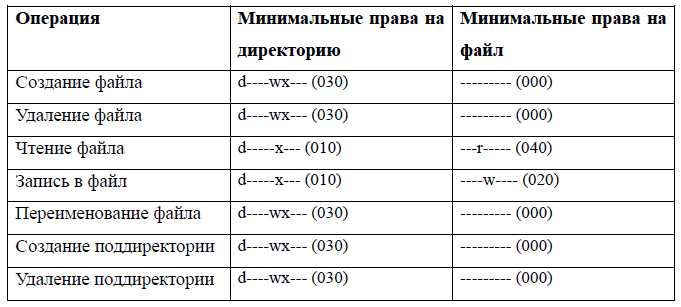 Операция Минимальные права на директорию Минимальные права на файл
Создание файла d----wx--- (030) --------- (000)
Удаление файла d----wx--- (030) --------- (000)
Чтение файла d-----x--- (010) ---r----- (040)
Запись в файл d-----x--- (010) ----w---- (020)
Переименование файла d----wx--- (030) --------- (000)
Создание поддиректории d----wx--- (030) --------- (000)
Удаление поддиректории d----wx--- (030) --------- (000)